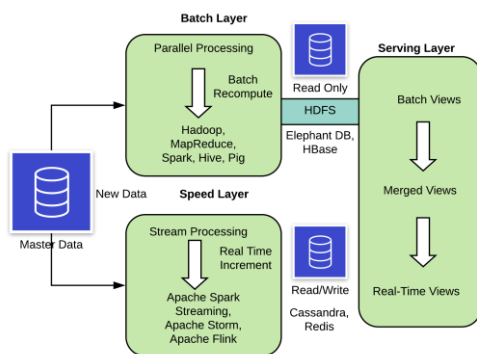 Batch Layer
Parallel Processing
Batch
Recompute
Hadoop,
MapReduce,
Spark, Hive, Pig
Read Only
HDFS
Elephant DB,
HBase
Serving Layer
Batch Views
Merged Views
Real-Time Views
New Data
Master Data
Speed Layer
Stream Processing
Real Time
Increment
Apache Spark
Streaming,
Apache Storm,
Apache Flink
Read/Write
Cassandra,
Redis